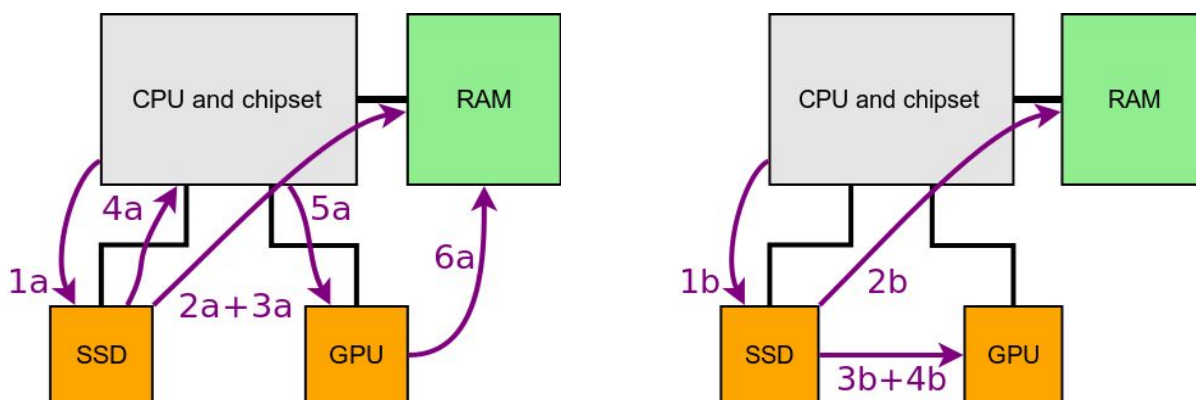 CPU and chipset
RAM
4a
5a
1a
2a+3a
6a
SSD
GPU
CPU and chipset
RAM
1b
2b
SSD
GPU
3b+4b